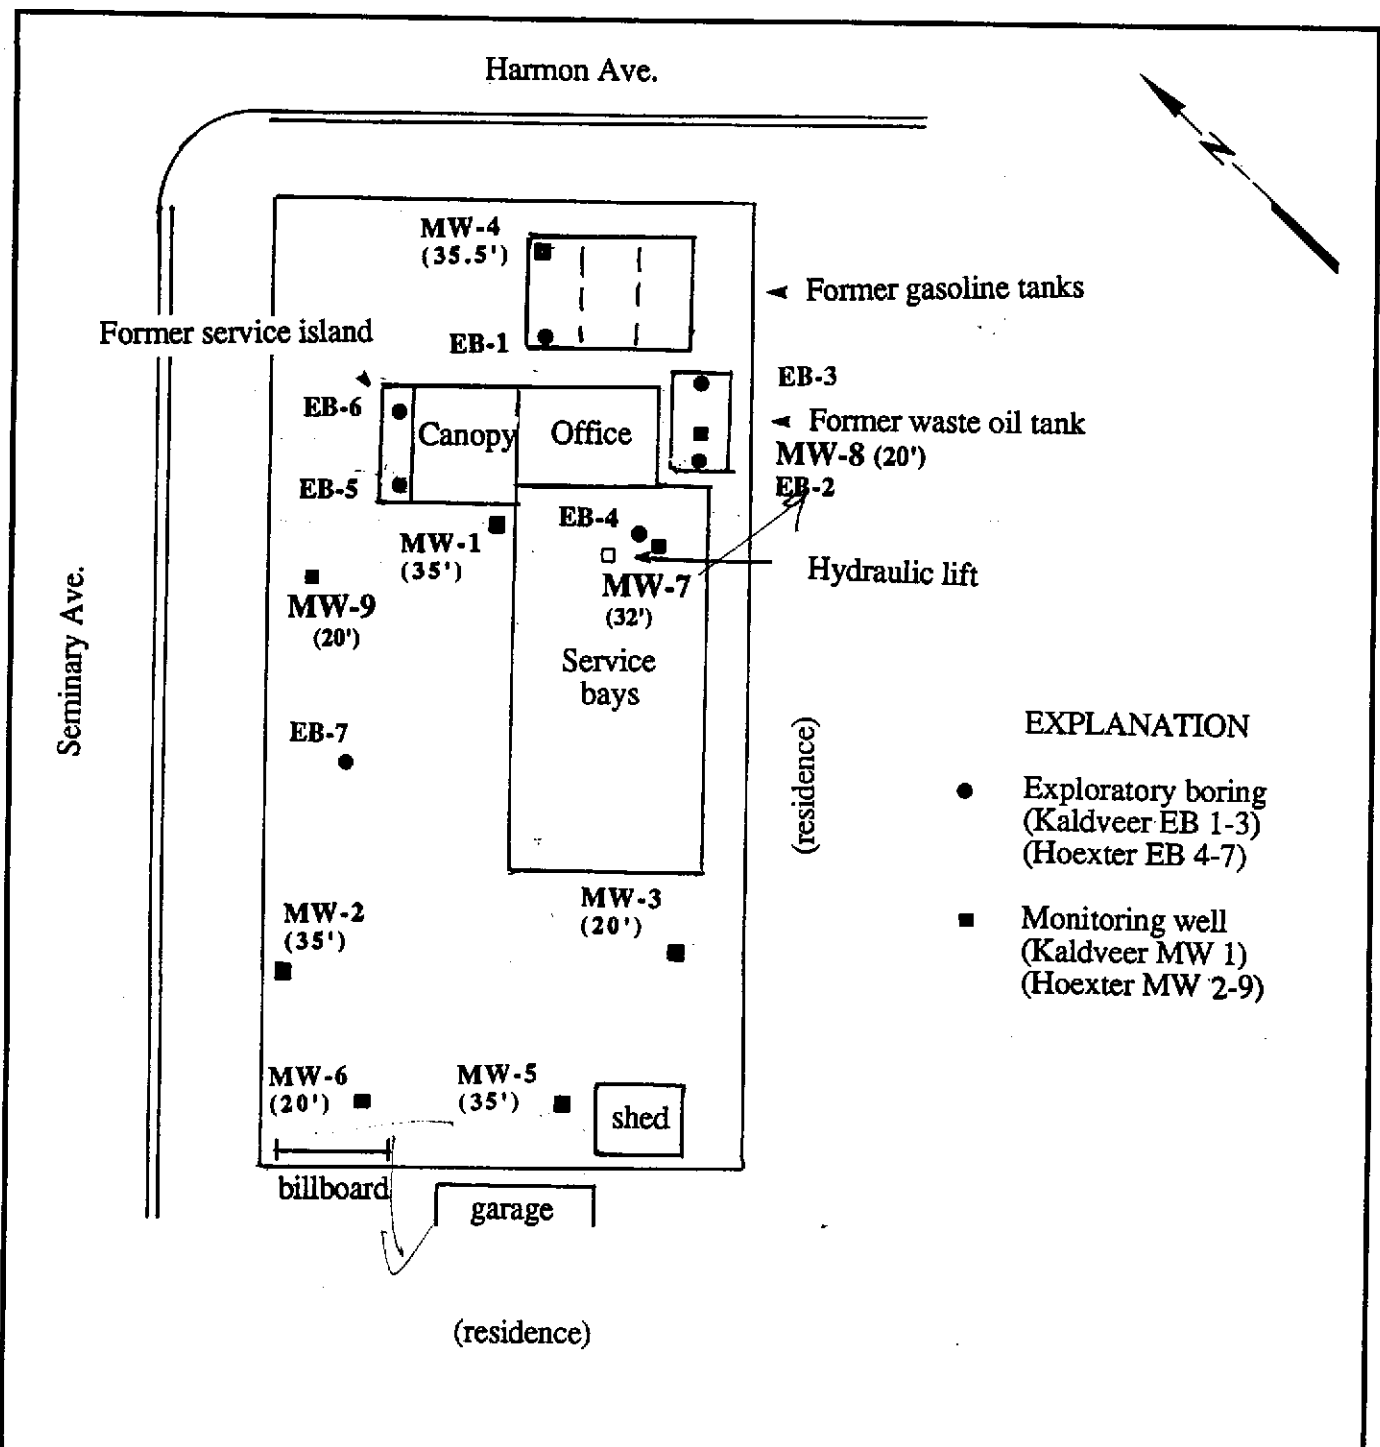 Harmon Ave.
N
MW-4
(35.5')
Former gasoline tanks
Former service island
EB-1
EB-3
EB-6
Canopy
Office
Former waste oil tank
MW-8 (20')
EB-5
EB-2
EB-4
MW-1
(35')
Hydraulic lift
MW-7
(32')
MW-9
(20')
Seminary Ave.
Service
bays
EB-7
(residence)
EXPLANATION
Exploratory boring
(Kaldveer EB 1-3)
(Hoexter EB 4-7)
MW-3
(20')
MW-2
(35')
Monitoring well
(Kaldveer MW 1)
(Hoexter MW 2-9)
MW-6
(20')
MW-5
(35')
shed
billboard
garage
(residence)